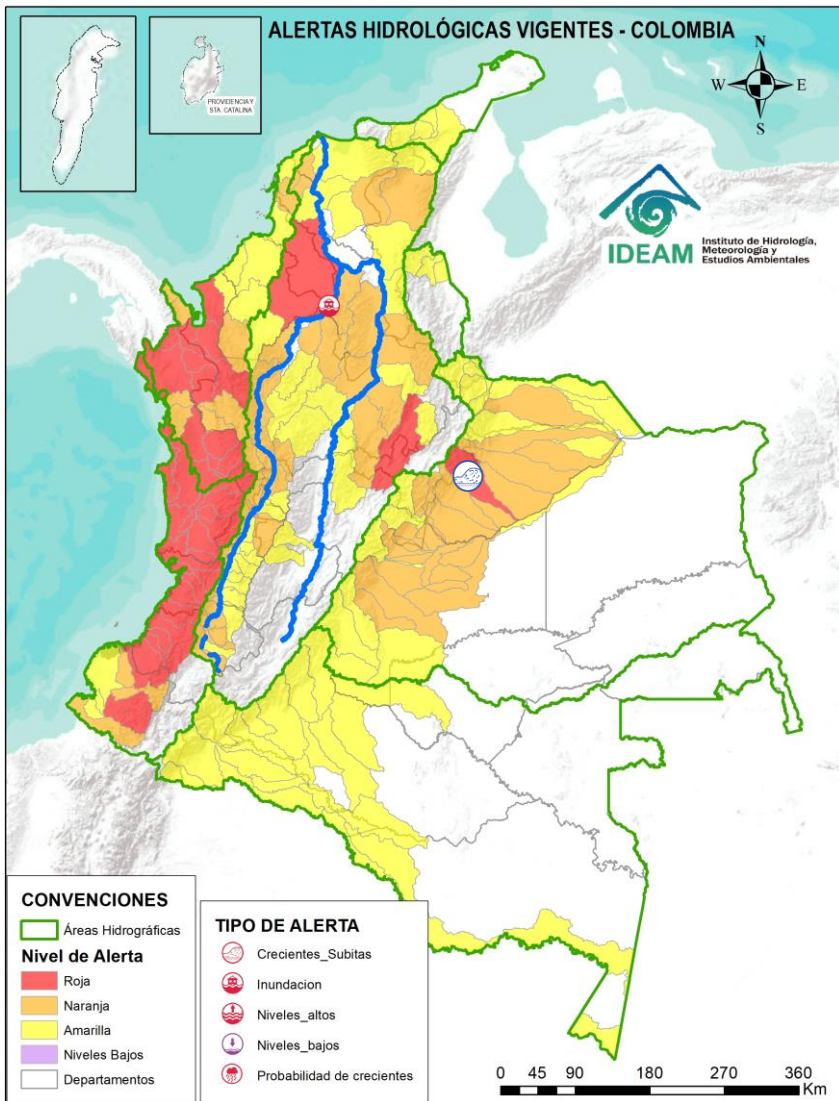 ALERTAS HIDROLÓGICAS VIGENTES - COLOMBIA
PROVIDENCIA Y
STA. CATALINA
N
W
E
S
IDEAM
Instituto de Hidrología,
Meteorología y
Estudios Ambientales
CONVENCIONES
Áreas Hidrográficas
Nivel de Alerta
Roja
Naranja
Amarilla
Niveles Bajos
Departamentos
TIPO DE ALERTA
Crecientes_Subitas
Inundacion
Niveles_altos
Niveles_bajos
Probabilidad de crecientes
0 45 90 180 270 360
Km